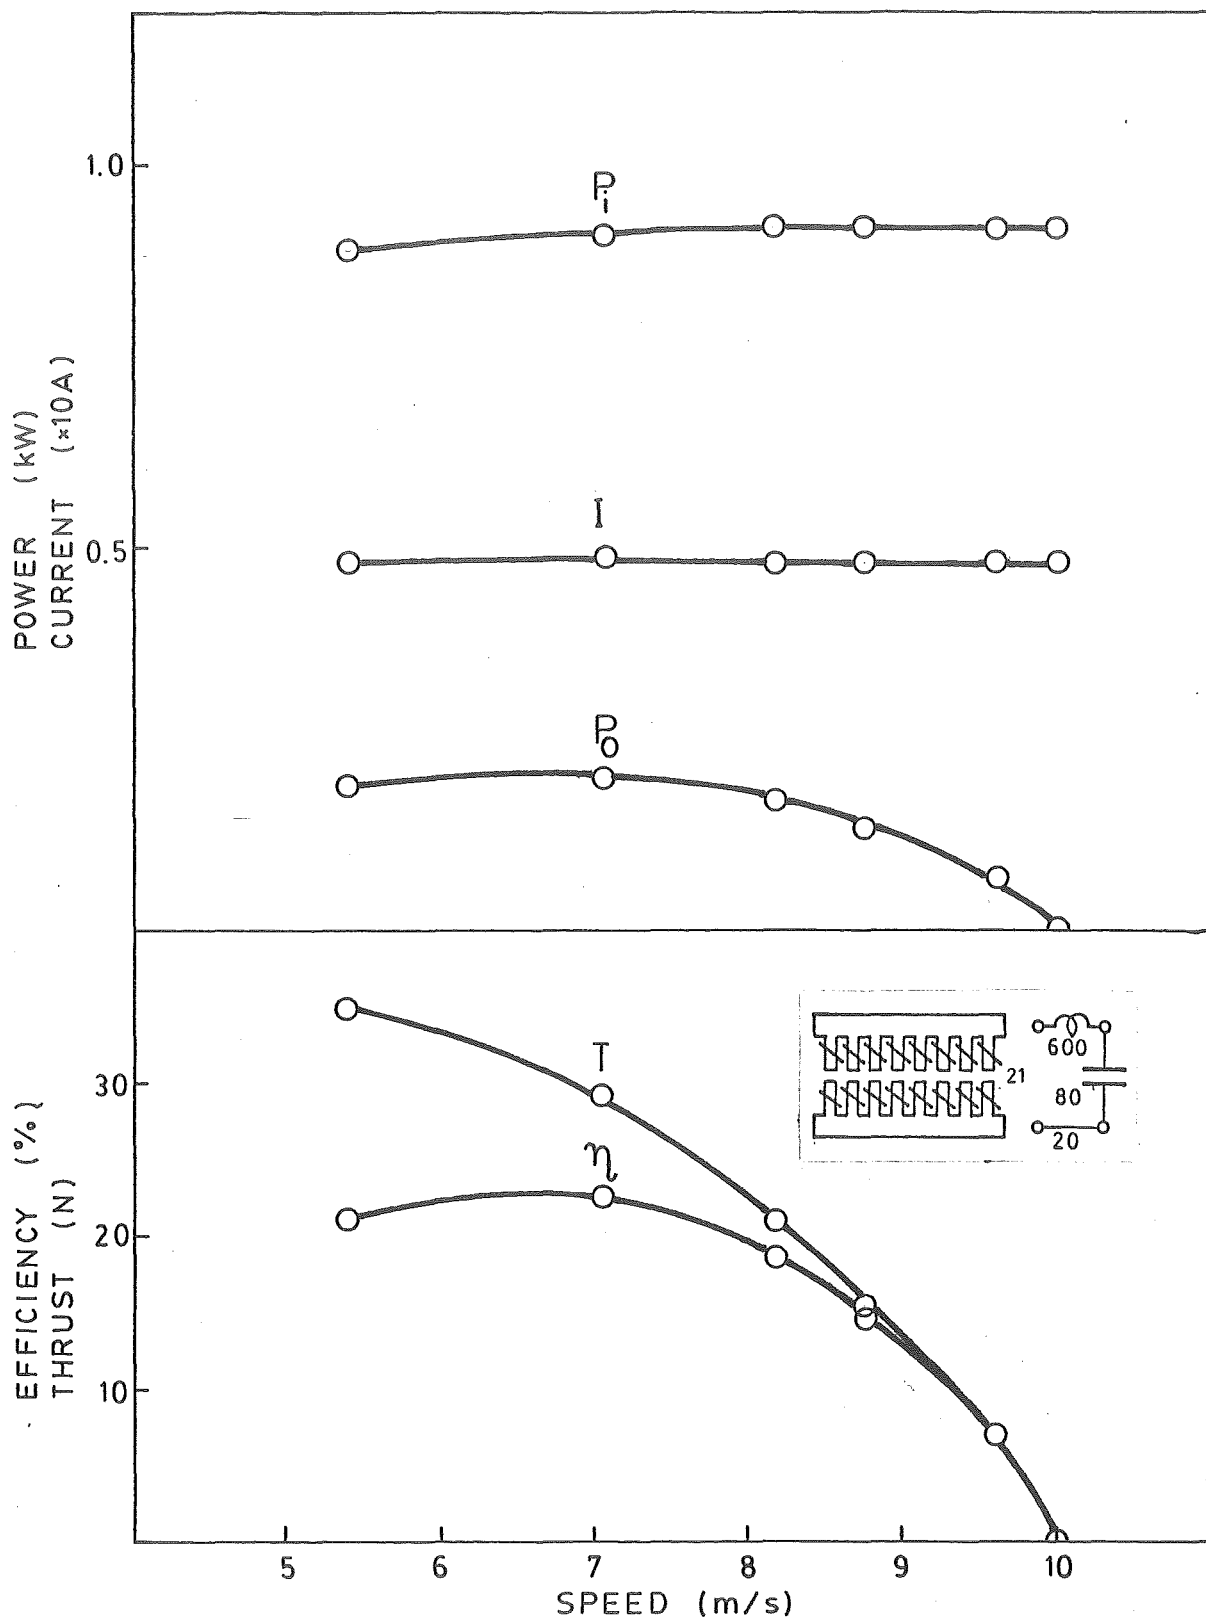 1.0
Pi
POWER (kW)
CURRENT (×10A)
I
0.5
Po
T
30
η
EFFICIENCY (%)
THRUST (N)
20
10
600
21
80
20
5 6 7 8 9 10
SPEED (m/s)